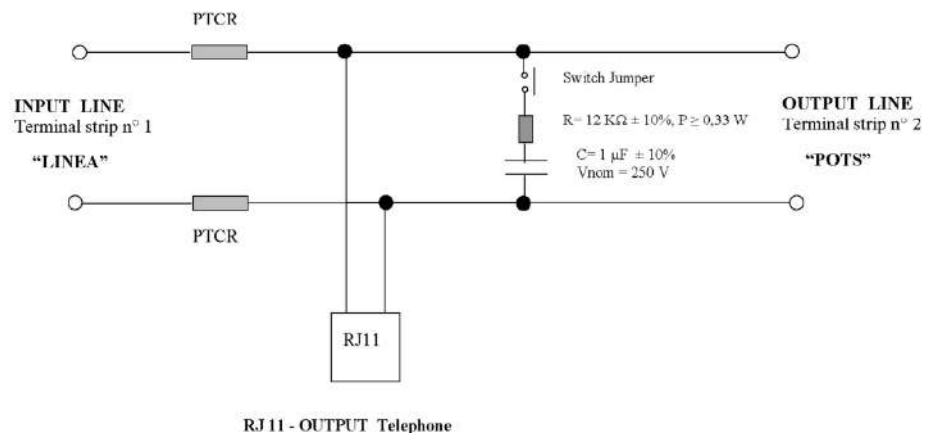 PTCR
INPUT LINE
Terminal strip n° 1
“LINEA”
Switch Jumper
R= 12 KΩ ± 10%, P ≥ 0,33 W
C= 1 μF ± 10%
Vnom = 250 V
OUTPUT LINE
Terminal strip n° 2
“POTS”
PTCR
RJ11
RJ 11 - OUTPUT Telephone